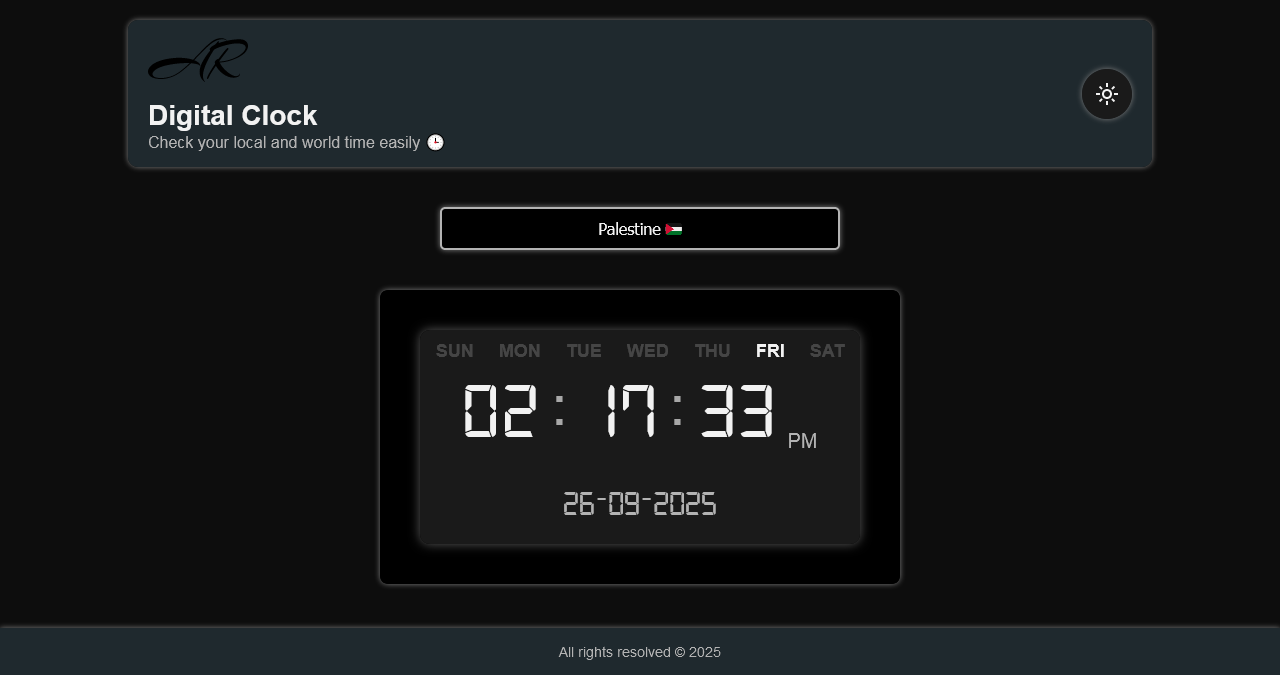 AR
Digital Clock
Check your local and world time easily 🕒
Palestine 🇵🇸
SUN MON TUE WED THU FRI SAT
02 : 17 : 33 PM
26-09-2025
All rights resolved © 2025